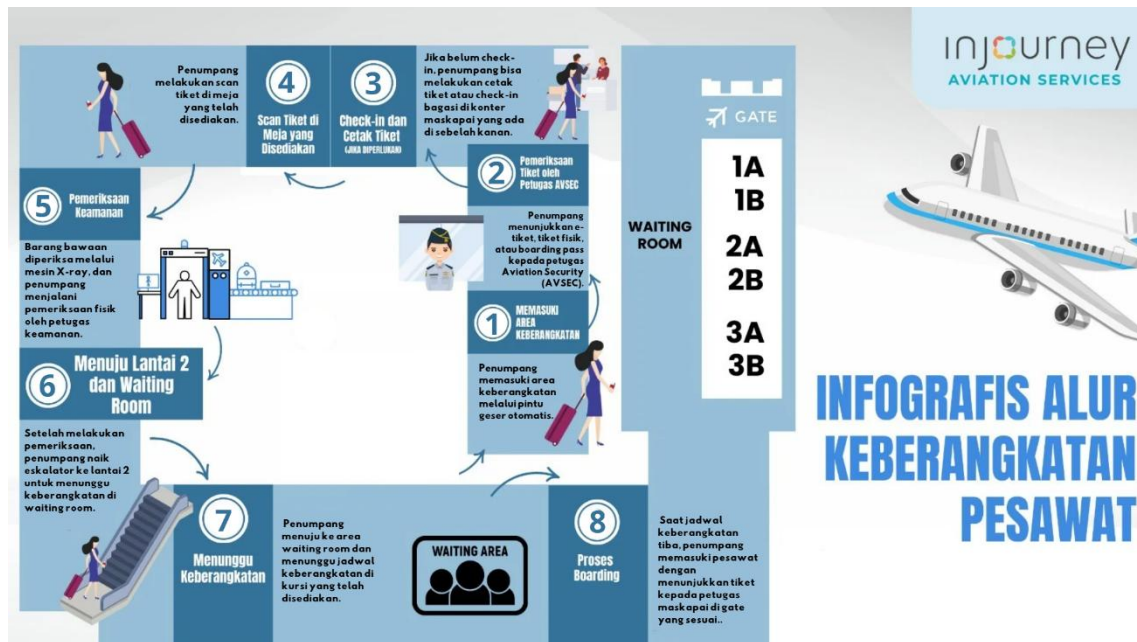 injourney
AVIATION SERVICES
INFOGRAFIS ALUR
KEBERANGKATAN
PESAWAT
1
MEMASUKI
AREA
KEBERANGKATAN
Penumpang
memasuki area
keberangkatan
melalui pintu
geser otomatis.
2
Pemeriksaan
Tiket oleh
Petugas AVSEC
Penumpang
menunjukkan e-
tiket, tiket fisik,
atau boarding pass
kepada petugas
Aviation Security
(AVSEC).
3
Check-in dan
Cetak Tiket
(JIKA DIPERLUKAN)
Jika belum check-
in, penumpang bisa
melakukan cetak
tiket atau check-in
bagasi di konter
maskapai yang ada
di sebelah kanan.
4
Scan Tiket di
Meja yang
Disediakan
Penumpang
melakukan scan
tiket di meja
yang telah
disediakan.
5
Pemeriksaan
Keamanan
Barang bawaan
diperiksa melalui
mesin X-ray, dan
penumpang
menjalani
pemeriksaan fisik
oleh petugas
keamanan.
6
Menuju Lantai 2
dan Waiting
Room
Setelah melakukan
pemeriksaan,
penumpang naik
eskalator ke lantai 2
untuk menunggu
keberangkatan di
waiting room.
7
Menunggu
Keberangkatan
Penumpang
menuju ke area
waiting room dan
menunggu jadwal
keberangkatan di
kursi yang telah
disediakan.
WAITING AREA
8
Proses
Boarding
Saat jadwal
keberangkatan
tiba, penumpang
memasuki pesawat
dengan
menunjukkan tiket
kepada petugas
maskapai di gate
yang sesuai..
WAITING
ROOM
GATE
1A
1B
2A
2B
3A
3B